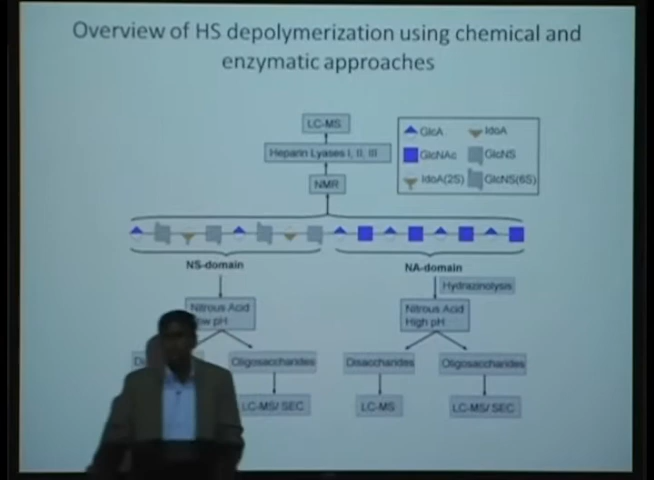 Overview of HS depolymerization using chemical and
enzymatic approaches
LC-MS
Heparin Lyases I, II, III
NMR
GlcA
IdoA
GlcNAc
GlcNS
IdoA(2S)
GlcNS(6S)
NS-domain
NA-domain
Hydrazinolysis
Nitrous Acid
Low pH
Nitrous Acid
High pH
Oligosaccharides
Disaccharides
Oligosaccharides
LC-MS/ SEC
LC-MS
LC-MS/ SEC